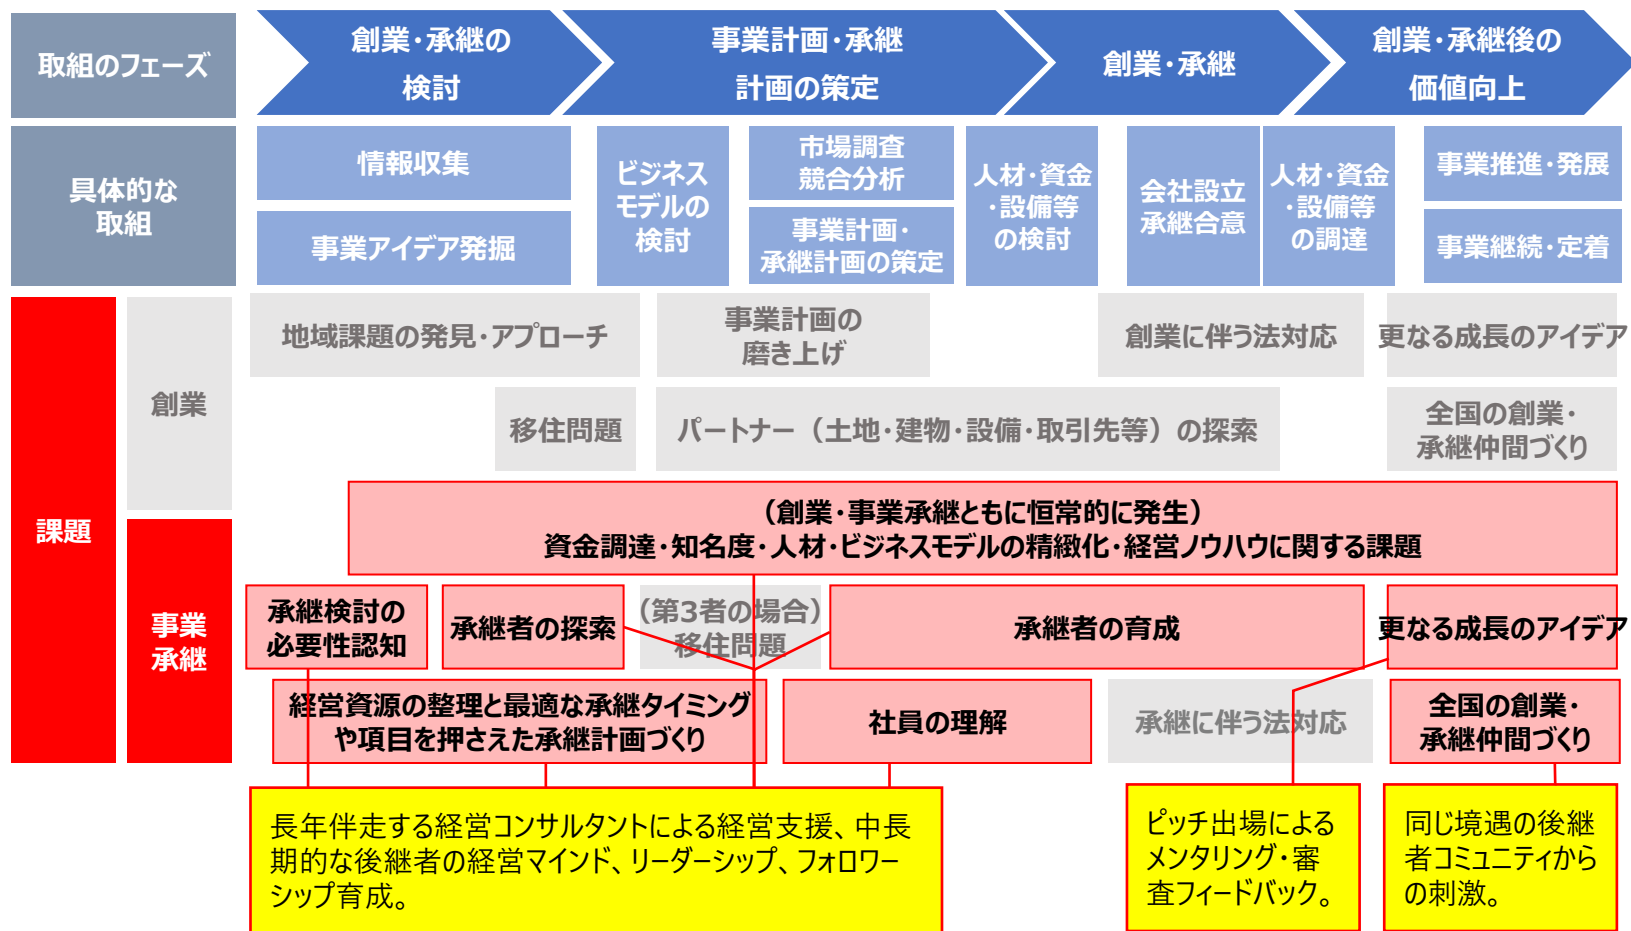 取組のフェーズ
創業・承継の
検討
事業計画・承継
計画の策定
創業・承継
創業・承継後の
価値向上
具体的な
取組
情報収集
事業アイデア発掘
ビジネス
モデルの
検討
市場調査
競合分析
事業計画・
承継計画の策定
人材・資金
・設備等
の検討
会社設立
承継合意
人材・資金
・設備等
の調達
事業推進・発展
事業継続・定着
課題
創業
地域課題の発見・アプローチ
事業計画の
磨き上げ
創業に伴う法対応
更なる成長のアイデア
移住問題
パートナー（土地・建物・設備・取引先等）の探索
全国の創業・
承継仲間づくり
（創業・事業承継ともに恒常的に発生）
資金調達・知名度・人材・ビジネスモデルの精緻化・経営ノウハウに関する課題
事業
承継
承継検討の
必要性認知
承継者の探索
（第3者の場合）
移住問題
承継者の育成
更なる成長のアイデア
経営資源の整理と最適な承継タイミング
や項目を押さえた承継計画づくり
社員の理解
承継に伴う法対応
全国の創業・
承継仲間づくり
長年伴走する経営コンサルタントによる経営支援、中長
期的な後継者の経営マインド、リーダーシップ、フォロワー
シップ育成。
ピッチ出場による
メンタリング・審
査フィードバック。
同じ境遇の後継
者コミュニティから
の刺激。